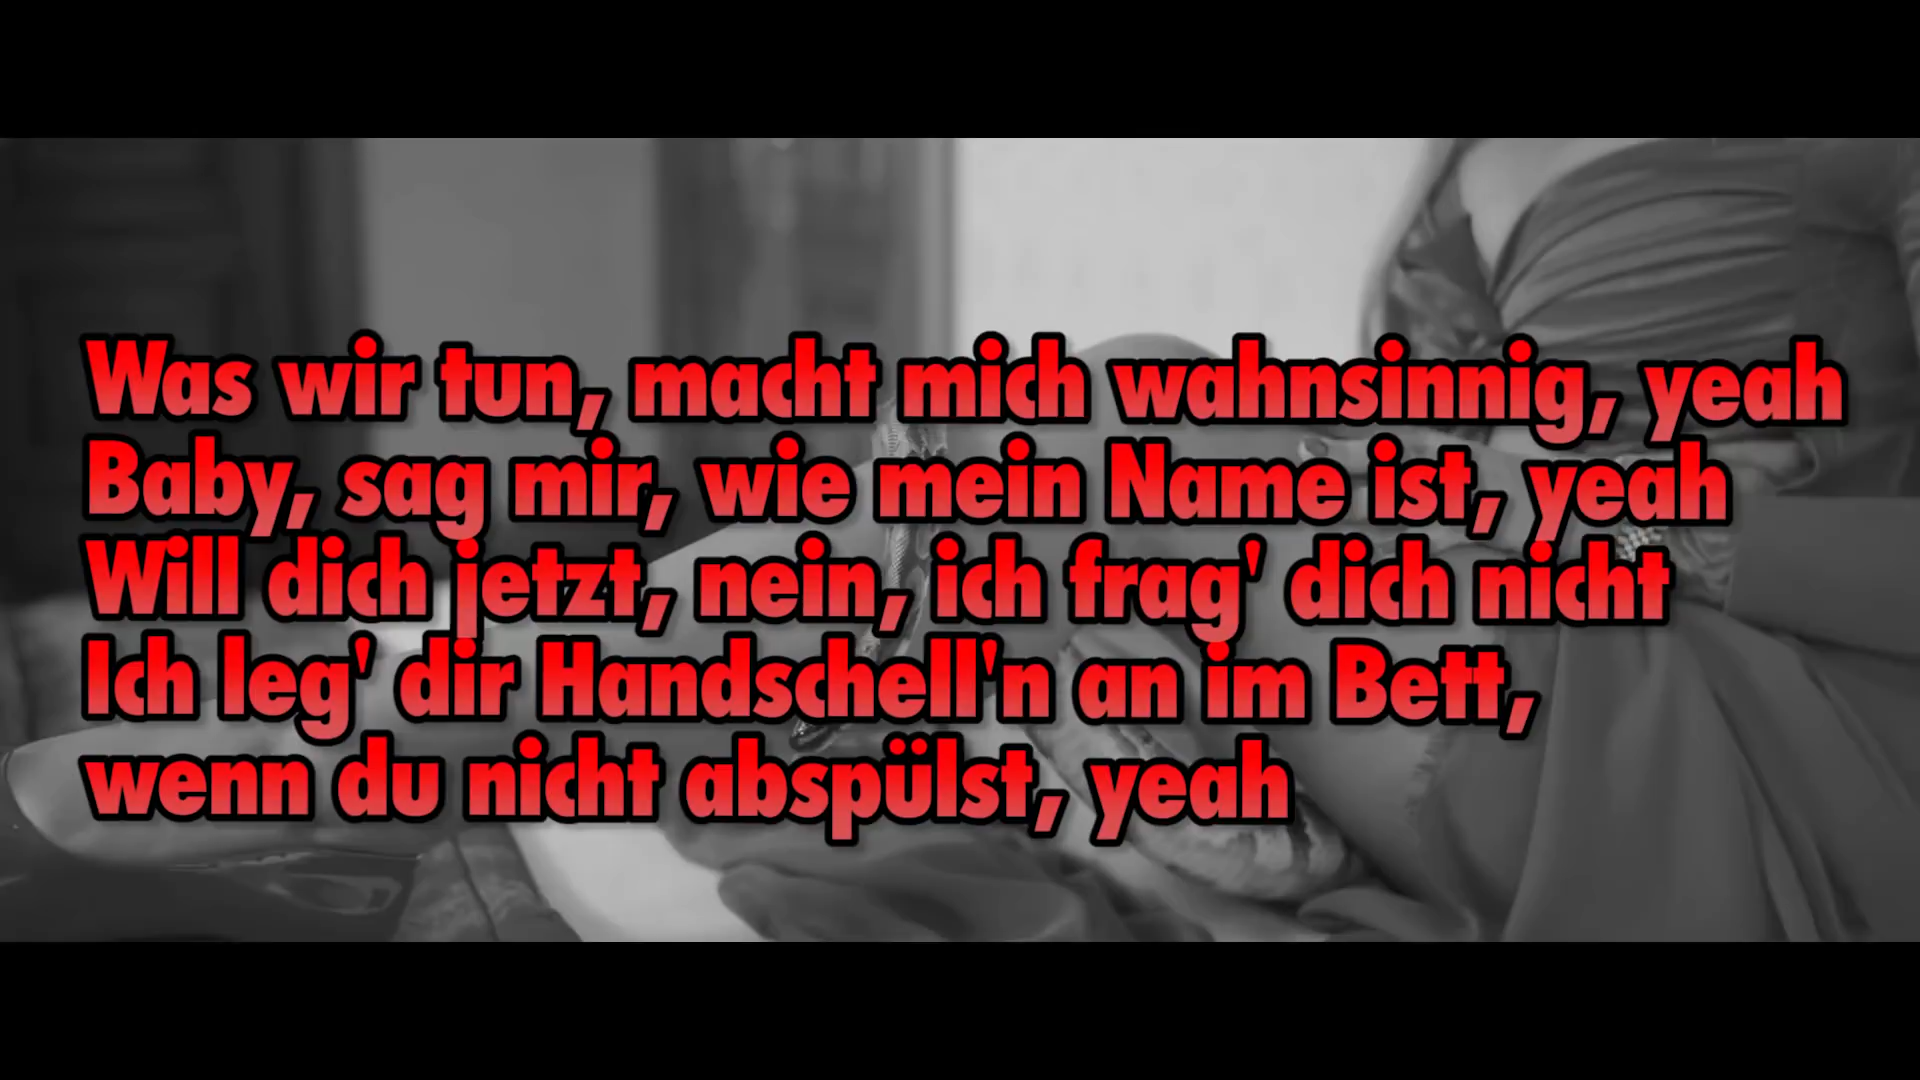 Was wir tun, macht mich wahnsinnig, yeah
Baby, sag mir, wie mein Name ist, yeah
Will dich jetzt, nein, ich frag' dich nicht
Ich leg' dir Handschell'n an im Bett,
wenn du nicht abspülst, yeah